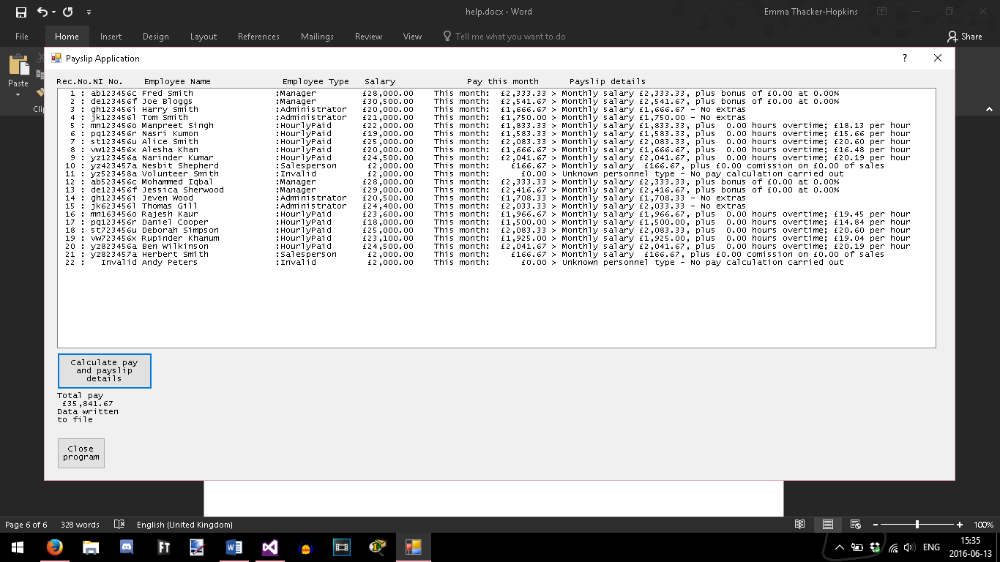 help.docx - Word
Emma Thacker-Hopkins
File Home Insert Design Layout References Mailings Review View Tell me what you want to do Share
Paste
Payslip Application ?
Rec.No.NI No. Employee Name Employee Type Salary Pay this month Payslip details
1 : ab123456c Fred Smith :Manager £28,000.00 This month: £2,333.33 > Monthly salary £2,333.33, plus bonus of £0.00 at 0.00%
2 : de123456f Joe Bloggs :Manager £30,500.00 This month: £2,541.67 > Monthly salary £2,541.67, plus bonus of £0.00 at 0.00%
3 : gh123456i Harry Smith :Administrator £20,000.00 This month: £1,666.67 > Monthly salary £1,666.67 - No extras
4 : jk123456l Tom Smith :Administrator £21,000.00 This month: £1,750.00 > Monthly salary £1,750.00 - No extras
5 : mn123456o Manpreet Singh :HourlyPaid £22,000.00 This month: £1,833.33 > Monthly salary £1,833.33, plus 0.00 hours overtime; £18.13 per hour
6 : pq123456r Nasri Kumon :HourlyPaid £19,000.00 This month: £1,583.33 > Monthly salary £1,583.33, plus 0.00 hours overtime; £15.66 per hour
7 : st123456u Alice Smith :HourlyPaid £25,000.00 This month: £2,083.33 > Monthly salary £2,083.33, plus 0.00 hours overtime; £20.60 per hour
8 : vw123456x Alesha Khan :HourlyPaid £20,000.00 This month: £1,666.67 > Monthly salary £1,666.67, plus 0.00 hours overtime; £16.48 per hour
9 : yz123456a Narinder Kumar :HourlyPaid £24,500.00 This month: £2,041.67 > Monthly salary £2,041.67, plus 0.00 hours overtime; £20.19 per hour
10 : yz423457a Nesbit Shepherd :Salesperson £2,000.00 This month: £166.67 > Monthly salary £166.67, plus £0.00 comission on £0.00 of sales
11 : yz523458a Volunteer Smith :Invalid £2,000.00 This month: £0.00 > Unknown personnel type - No pay calculation carried out
12 : ab523456c Mohammed Iqbal :Manager £28,000.00 This month: £2,333.33 > Monthly salary £2,333.33, plus bonus of £0.00 at 0.00%
13 : de123456f Jessica Sherwood :Manager £29,000.00 This month: £2,416.67 > Monthly salary £2,416.67, plus bonus of £0.00 at 0.00%
14 : gh123456i Jeven Wood :Administrator £20,500.00 This month: £1,708.33 > Monthly salary £1,708.33 - No extras
15 : jk623456l Thomas Gill :Administrator £24,400.00 This month: £2,033.33 > Monthly salary £2,033.33 - No extras
16 : mn163456o Rajesh Kaur :HourlyPaid £23,600.00 This month: £1,966.67 > Monthly salary £1,966.67, plus 0.00 hours overtime; £19.45 per hour
17 : pq123456r Daniel Cooper :HourlyPaid £18,000.00 This month: £1,500.00 > Monthly salary £1,500.00, plus 0.00 hours overtime; £14.84 per hour
18 : st723456u Deborah Simpson :HourlyPaid £25,000.00 This month: £2,083.33 > Monthly salary £2,083.33, plus 0.00 hours overtime; £20.60 per hour
19 : vw723456x Rupinder Khanum :HourlyPaid £23,100.00 This month: £1,925.00 > Monthly salary £1,925.00, plus 0.00 hours overtime; £19.04 per hour
20 : yz823456a Ben Wilkinson :HourlyPaid £24,500.00 This month: £2,041.67 > Monthly salary £2,041.67, plus 0.00 hours overtime; £20.19 per hour
21 : yz823457a Herbert Smith :Salesperson £2,000.00 This month: £166.67 > Monthly salary £166.67, plus £0.00 comission on £0.00 of sales
22 : Invalid Andy Peters :Invalid £2,000.00 This month: £0.00 > Unknown personnel type - No pay calculation carried out
Calculate pay
and payslip
details
Total pay
£35,841.67
Data written
to file
Close
program
Page 6 of 6 328 words English (United Kingdom) 100%
FT ENG 15:35
2016-06-13